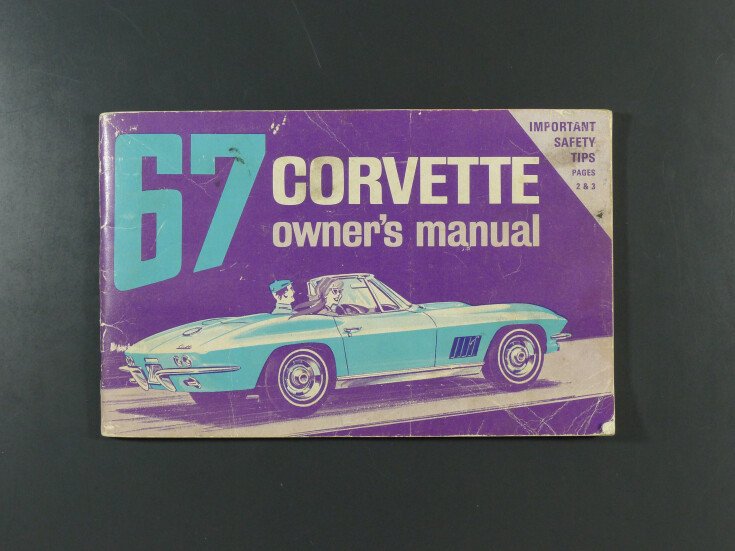 67
CORVETTE
owner's manual
IMPORTANT
SAFETY
TIPS
PAGES
2 & 3